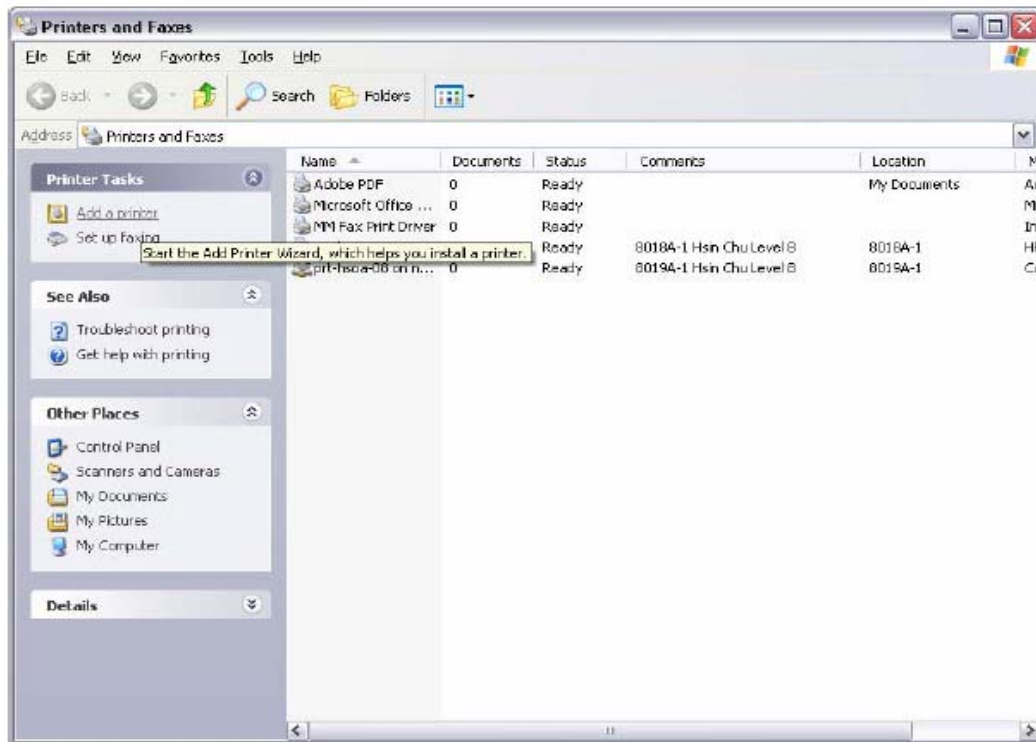 Printers and Faxes
File Edit View Favorites Tools Help
Back Search Folders
Address Printers and Faxes
Printer Tasks
Add a printer
Set up faxing
Start the Add Printer Wizard, which helps you install a printer.
See Also
Troubleshoot printing
Get help with printing
Other Places
Control Panel
Scanners and Cameras
My Documents
My Pictures
My Computer
Details
Name Documents Status Comments Location
Adobe PDF 0 Ready My Documents
Microsoft Office ... 0 Ready
MM Fax Print Driver 0 Ready
Ready 8018A-1 Hsin Chu Level 8 8018A-1
prt-hsda-08 on n... 0 Ready 8019A-1 Hsin Chu Level 8 8019A-1